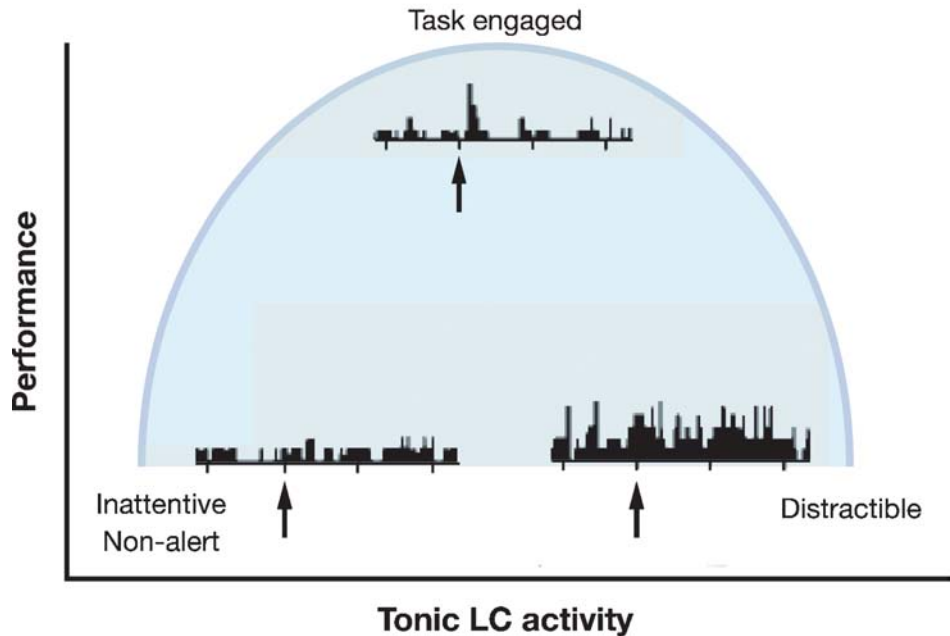 Task engaged
Performance
Inattentive
Non-alert
Distractible
Tonic LC activity